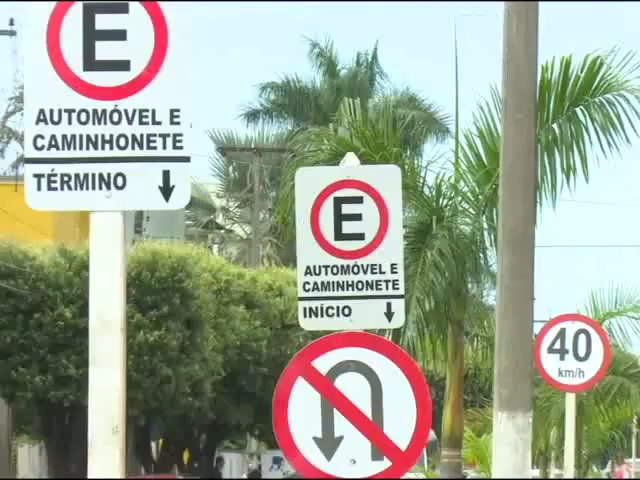 E
AUTOMÓVEL E
CAMINHONETE
TÉRMINO
E
AUTOMÓVEL E
CAMINHONETE
INÍCIO
40
km/h